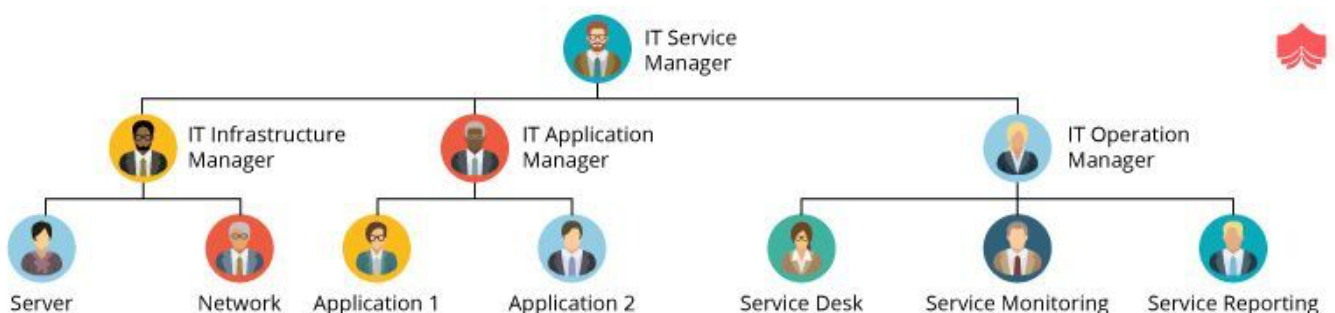 IT Service
Manager
IT Infrastructure
Manager
IT Application
Manager
IT Operation
Manager
Server
Network
Application 1
Application 2
Service Desk
Service Monitoring
Service Reporting